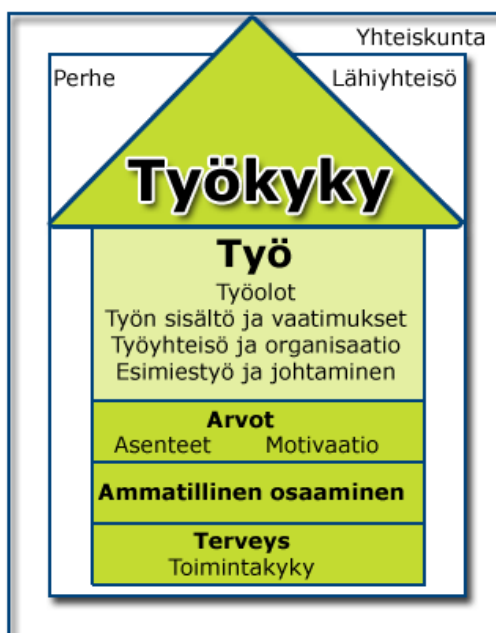 Yhteiskunta
Perhe Lähiyhteisö
Työkyky
Työ
Työolot
Työn sisältö ja vaatimukset
Työyhteisö ja organisaatio
Esimiestyö ja johtaminen
Arvot
Asenteet Motivaatio
Ammatillinen osaaminen
Terveys
Toimintakyky